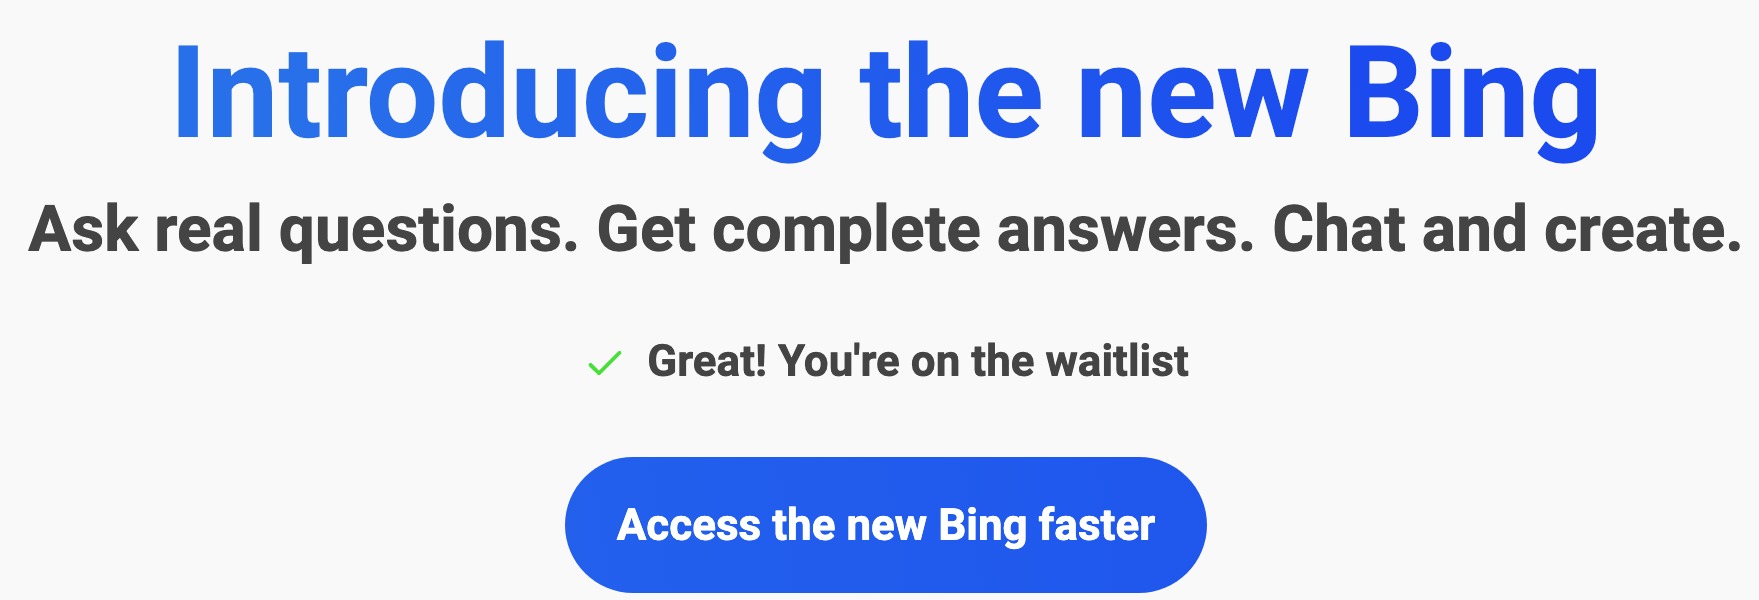 Introducing the new Bing
Ask real questions. Get complete answers. Chat and create.
Great! You're on the waitlist
Access the new Bing faster